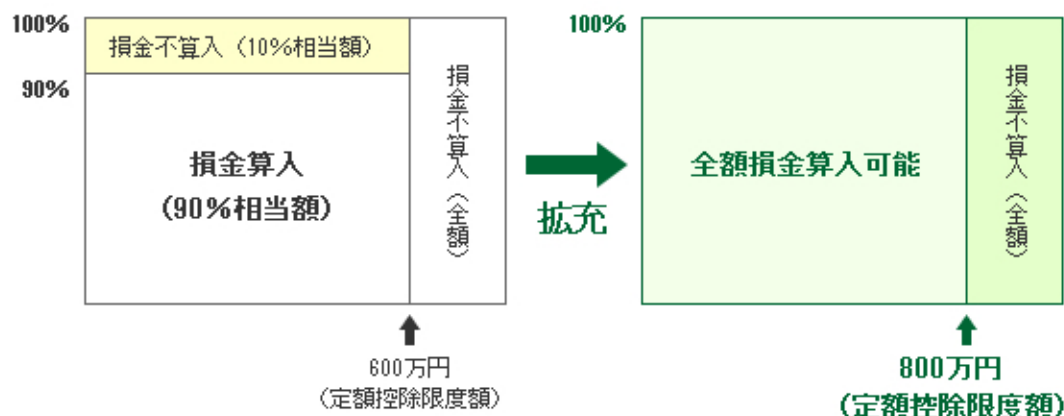 100%
損金不算入（10%相当額）
90%
損金算入
（90%相当額）
損金不算入（全額）
600万円
（定額控除限度額）
拡充
100%
全額損金算入可能
損金不算入（全額）
800万円
（定額控除限度額）